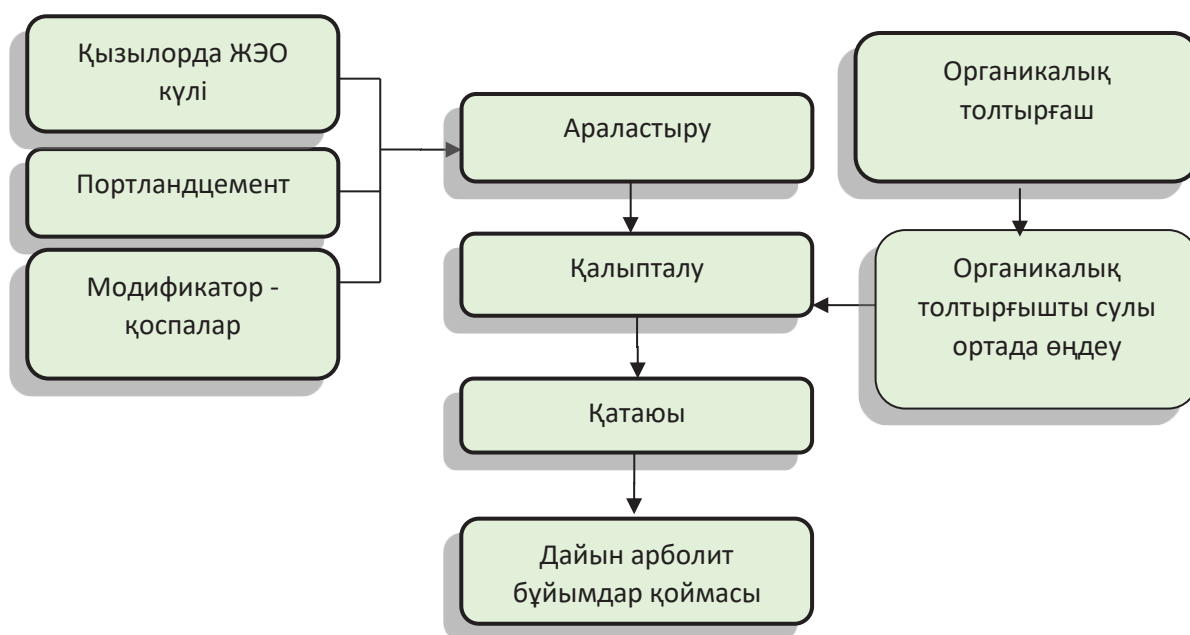 Қызылорда ЖЭО
күлі
Портландцемент
Модификатор -
қоспалар
Араластыру
Қалыпталу
Қатаюы
Дайын арболит
бұйымдар қоймасы
Органикалық
толтырғаш
Органикалық
толтырғышты сулы
ортада өңдеу